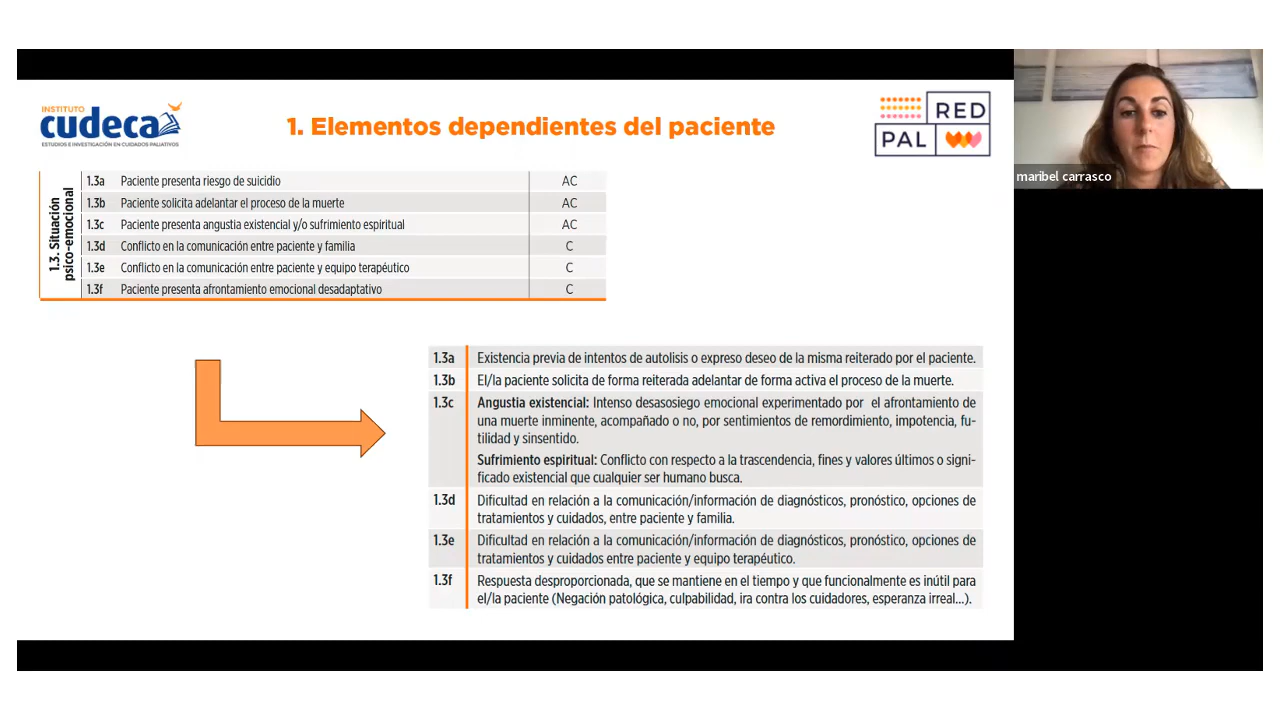 INSTITUTO
cudeca
ESTUDIOS E INVESTIGACIÓN EN CUIDADOS PALIATIVOS
1. Elementos dependientes del paciente
RED
PAL
maribel carrasco
1.3. Situación
psico-emocional
1.3a Paciente presenta riesgo de suicidio AC
1.3b Paciente solicita adelantar el proceso de la muerte AC
1.3c Paciente presenta angustia existencial y/o sufrimiento espiritual AC
1.3d Conflicto en la comunicación entre paciente y familia C
1.3e Conflicto en la comunicación entre paciente y equipo terapéutico C
1.3f Paciente presenta afrontamiento emocional desadaptativo C
1.3a Existencia previa de intentos de autolisis o expreso deseo de la misma reiterado por el paciente.
1.3b El/la paciente solicita de forma reiterada adelantar de forma activa el proceso de la muerte.
1.3c Angustia existencial: Intenso desasosiego emocional experimentado por el afrontamiento de
una muerte inminente, acompañado o no, por sentimientos de remordimiento, impotencia, fu-
tilidad y sinsentido.
Sufrimiento espiritual: Conflicto con respecto a la trascendencia, fines y valores últimos o signi-
ficado existencial que cualquier ser humano busca.
1.3d Dificultad en relación a la comunicación/información de diagnósticos, pronóstico, opciones de
tratamientos y cuidados, entre paciente y familia.
1.3e Dificultad en relación a la comunicación/información de diagnósticos, pronóstico, opciones de
tratamientos y cuidados entre paciente y equipo terapéutico.
1.3f Respuesta desproporcionada, que se mantiene en el tiempo y que funcionalmente es inútil para
el/la paciente (Negación patológica, culpabilidad, ira contra los cuidadores, esperanza irreal...).